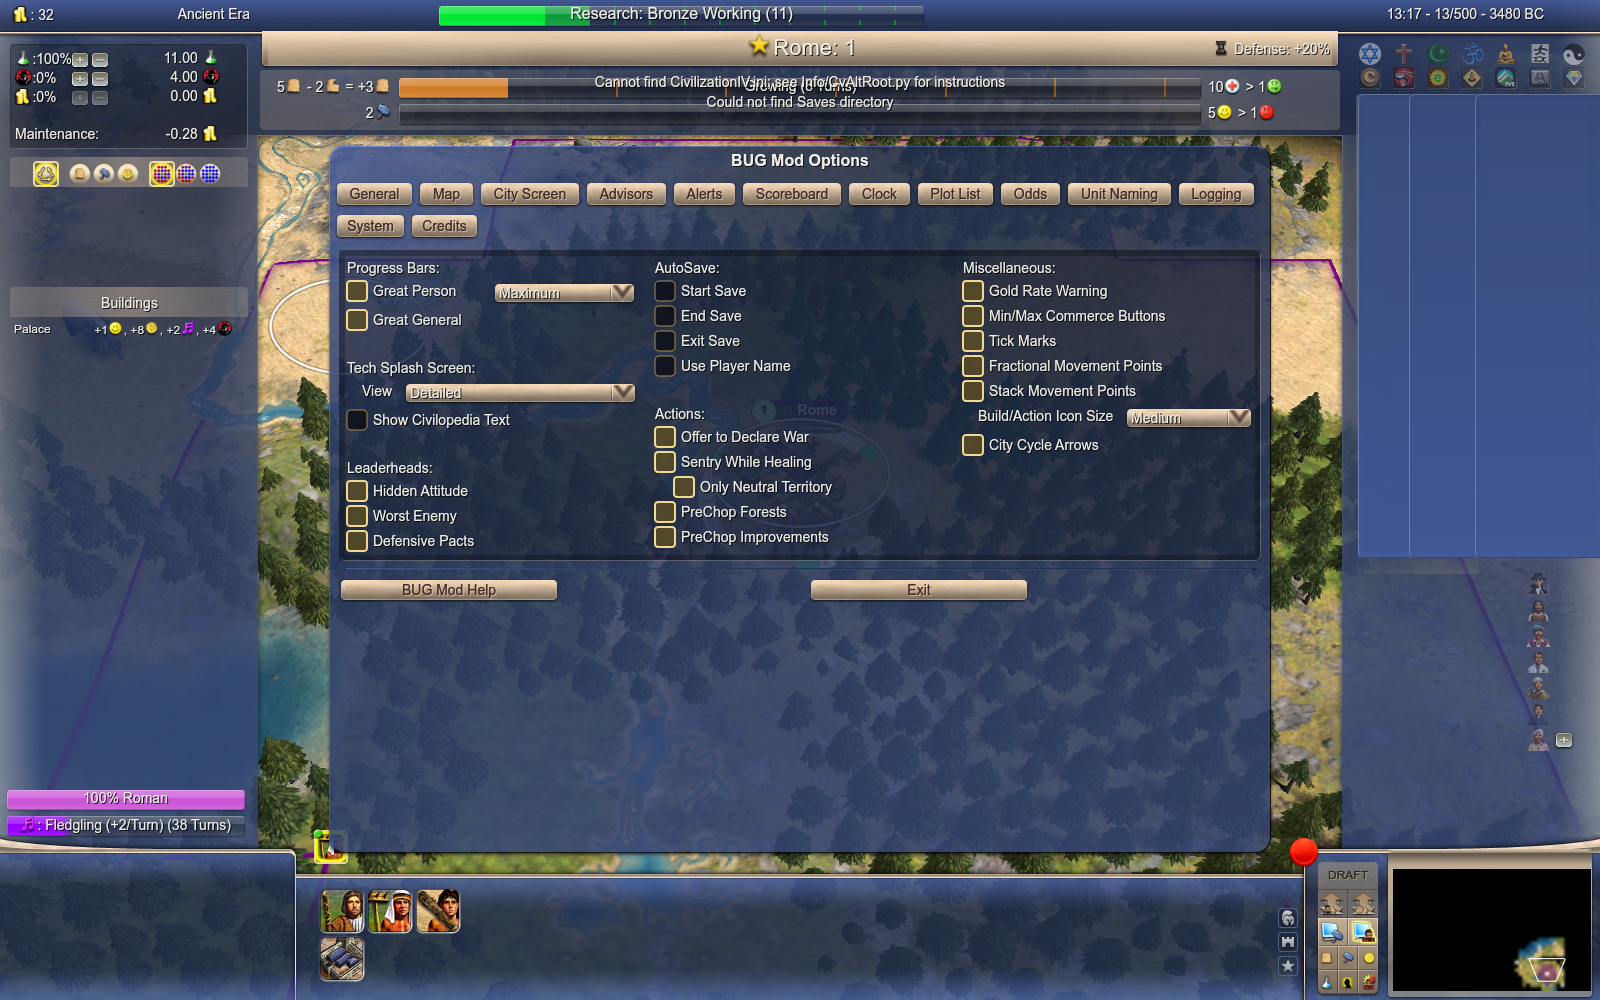 : 32
Ancient Era
Research: Bronze Working (11)
13:17 - 13/500 - 3480 BC
Rome: 1
Defense: +20%
:100%
11.00
:0%
4.00
:0%
0.00
Maintenance: -0.28
5 - 2 = +3
Cannot find CivilizationIV.ini; see Info/CvAltRoot.py for instructions
10 > 1
2
Could not find Saves directory
5 > 1
BUG Mod Options
General
Map
City Screen
Advisors
Alerts
Scoreboard
Clock
Plot List
Odds
Unit Naming
Logging
System
Credits
Progress Bars:
Great Person
Maximum
Great General
Tech Splash Screen:
View
Detailed
Show Civilopedia Text
Leaderheads:
Hidden Attitude
Worst Enemy
Defensive Pacts
AutoSave:
Start Save
End Save
Exit Save
Use Player Name
1 Rome
Actions:
Offer to Declare War
Sentry While Healing
Only Neutral Territory
PreChop Forests
PreChop Improvements
Miscellaneous:
Gold Rate Warning
Min/Max Commerce Buttons
Tick Marks
Fractional Movement Points
Stack Movement Points
Build/Action Icon Size
Medium
City Cycle Arrows
BUG Mod Help
Exit
Buildings
Palace
+1 , +8 , +2 , +4
100% Roman
: Fledgling (+2/Turn) (38 Turns)
DRAFT